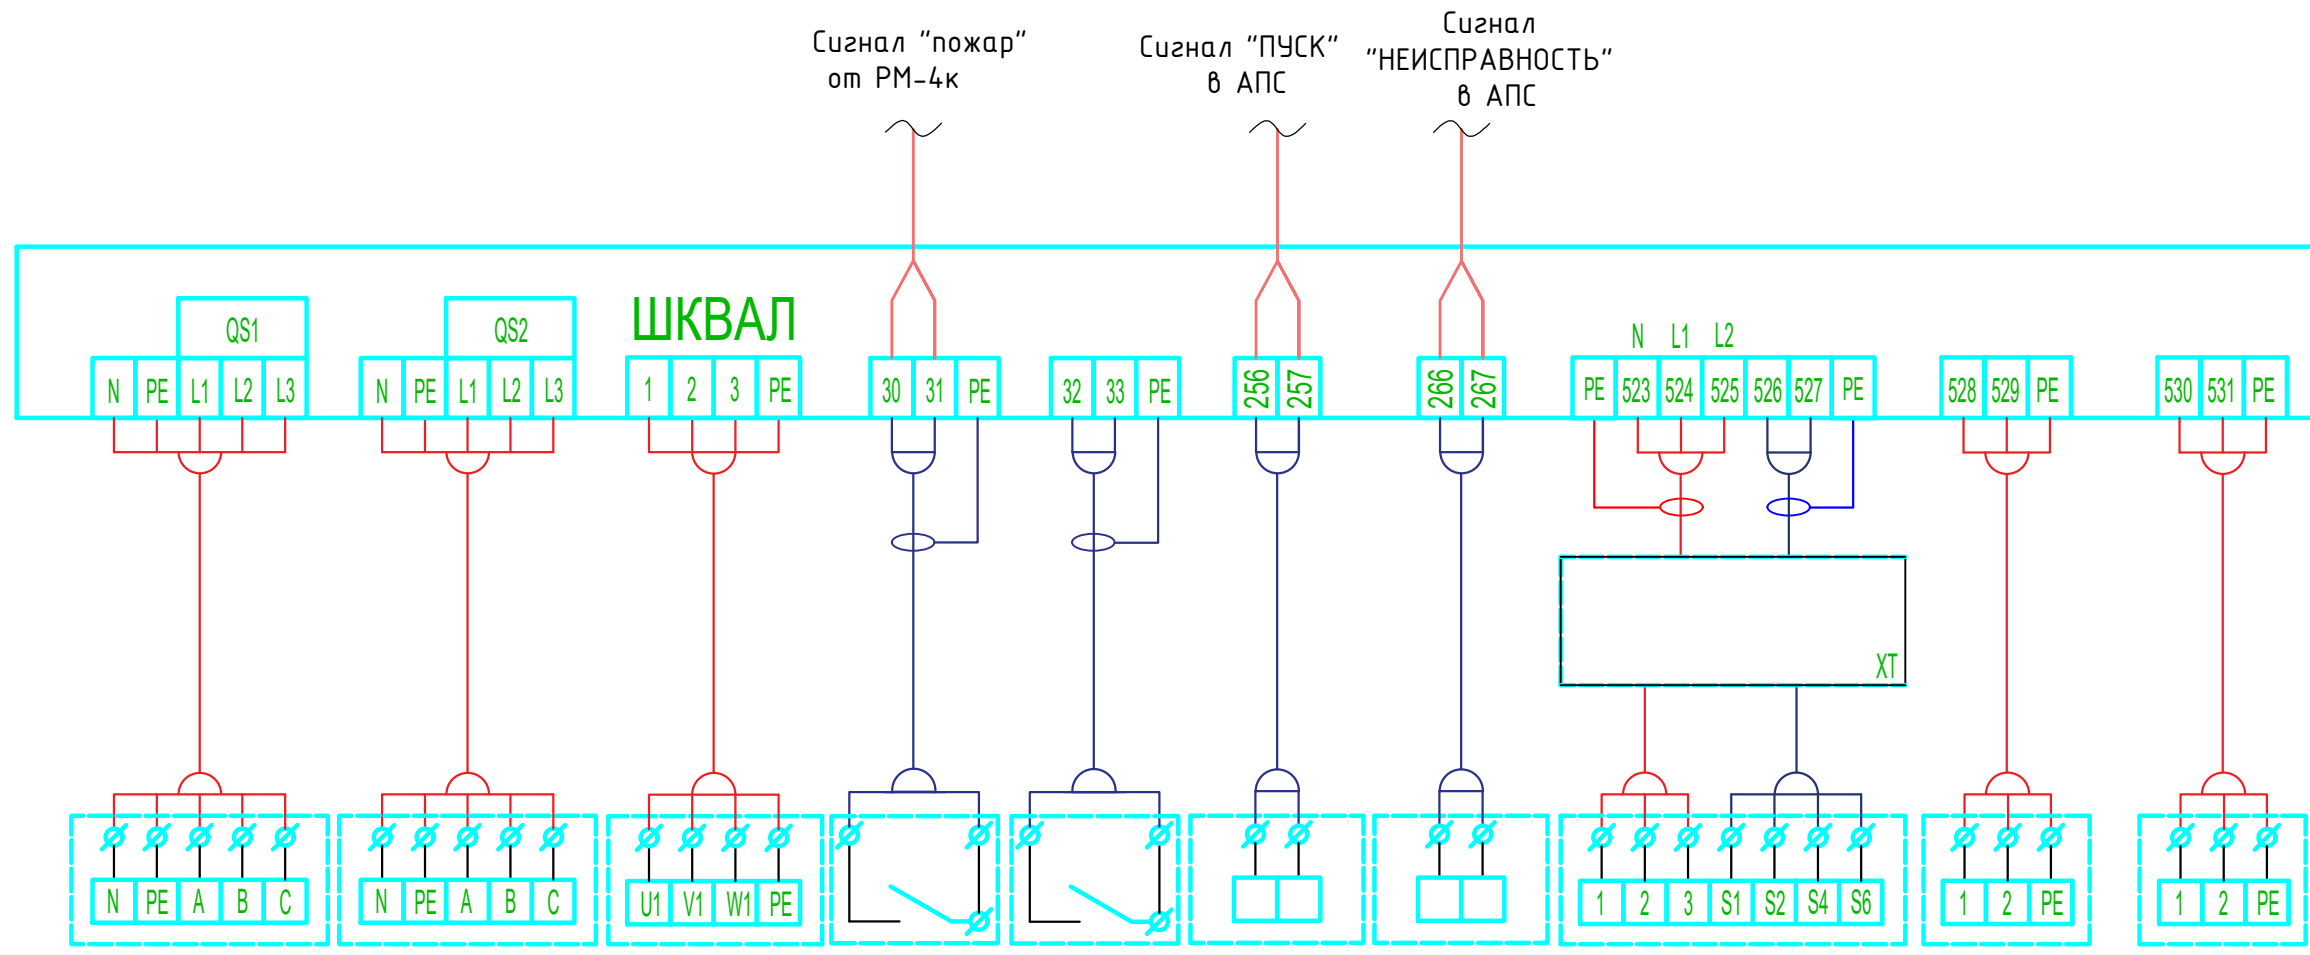 Сигнал "пожар"
от РМ-4к
Сигнал "ПУСК"
в АПС
Сигнал
"НЕИСПРАВНОСТЬ"
в АПС
QS1
QS2
ШКВАЛ
N L1 L2
N PE L1 L2 L3
N PE L1 L2 L3
1 2 3 PE
30 31 PE
32 33 PE
256 257
266 267
PE 523 524 525 526 527 PE
528 529 PE
530 531 PE
XT
N PE A B C
N PE A B C
U1 V1 W1 PE
1 2 3 S1 S2 S4 S6
1 2 PE
1 2 PE